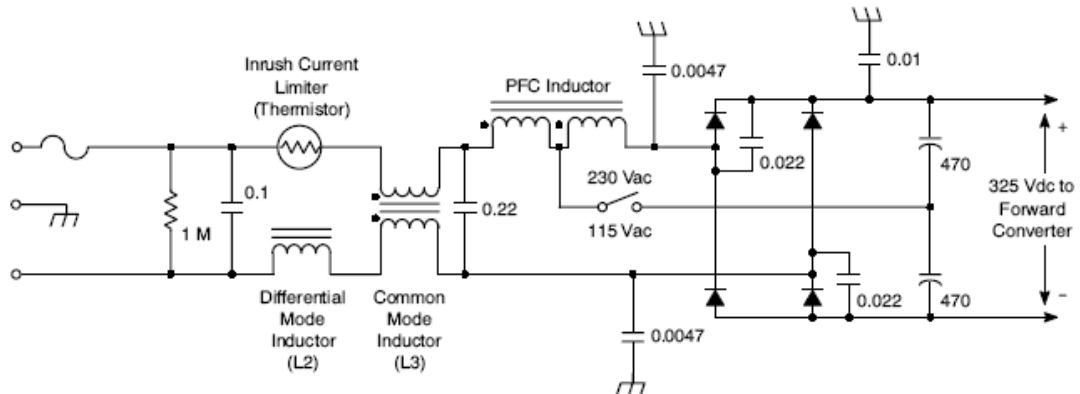 Inrush Current
Limiter
(Thermistor)
PFC Inductor
0.0047
0.01
0.1
1 M
0.22
230 Vac
115 Vac
0.022
470
+
325 Vdc to
Forward
Converter
−
0.022
470
0.0047
Differential
Mode
Inductor
(L2)
Common
Mode
Inductor
(L3)